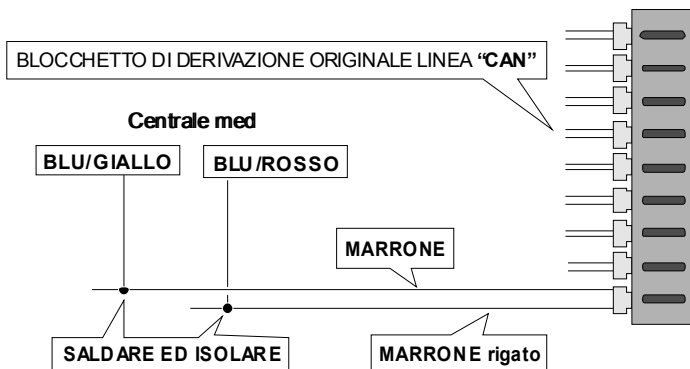 BLOCCHETTO DI DERIVAZIONE ORIGINALE LINEA “CAN”
Centrale med
BLU/GIALLO
BLU/ROSSO
MARRONE
SALDARE ED ISOLARE
MARRONE rigato